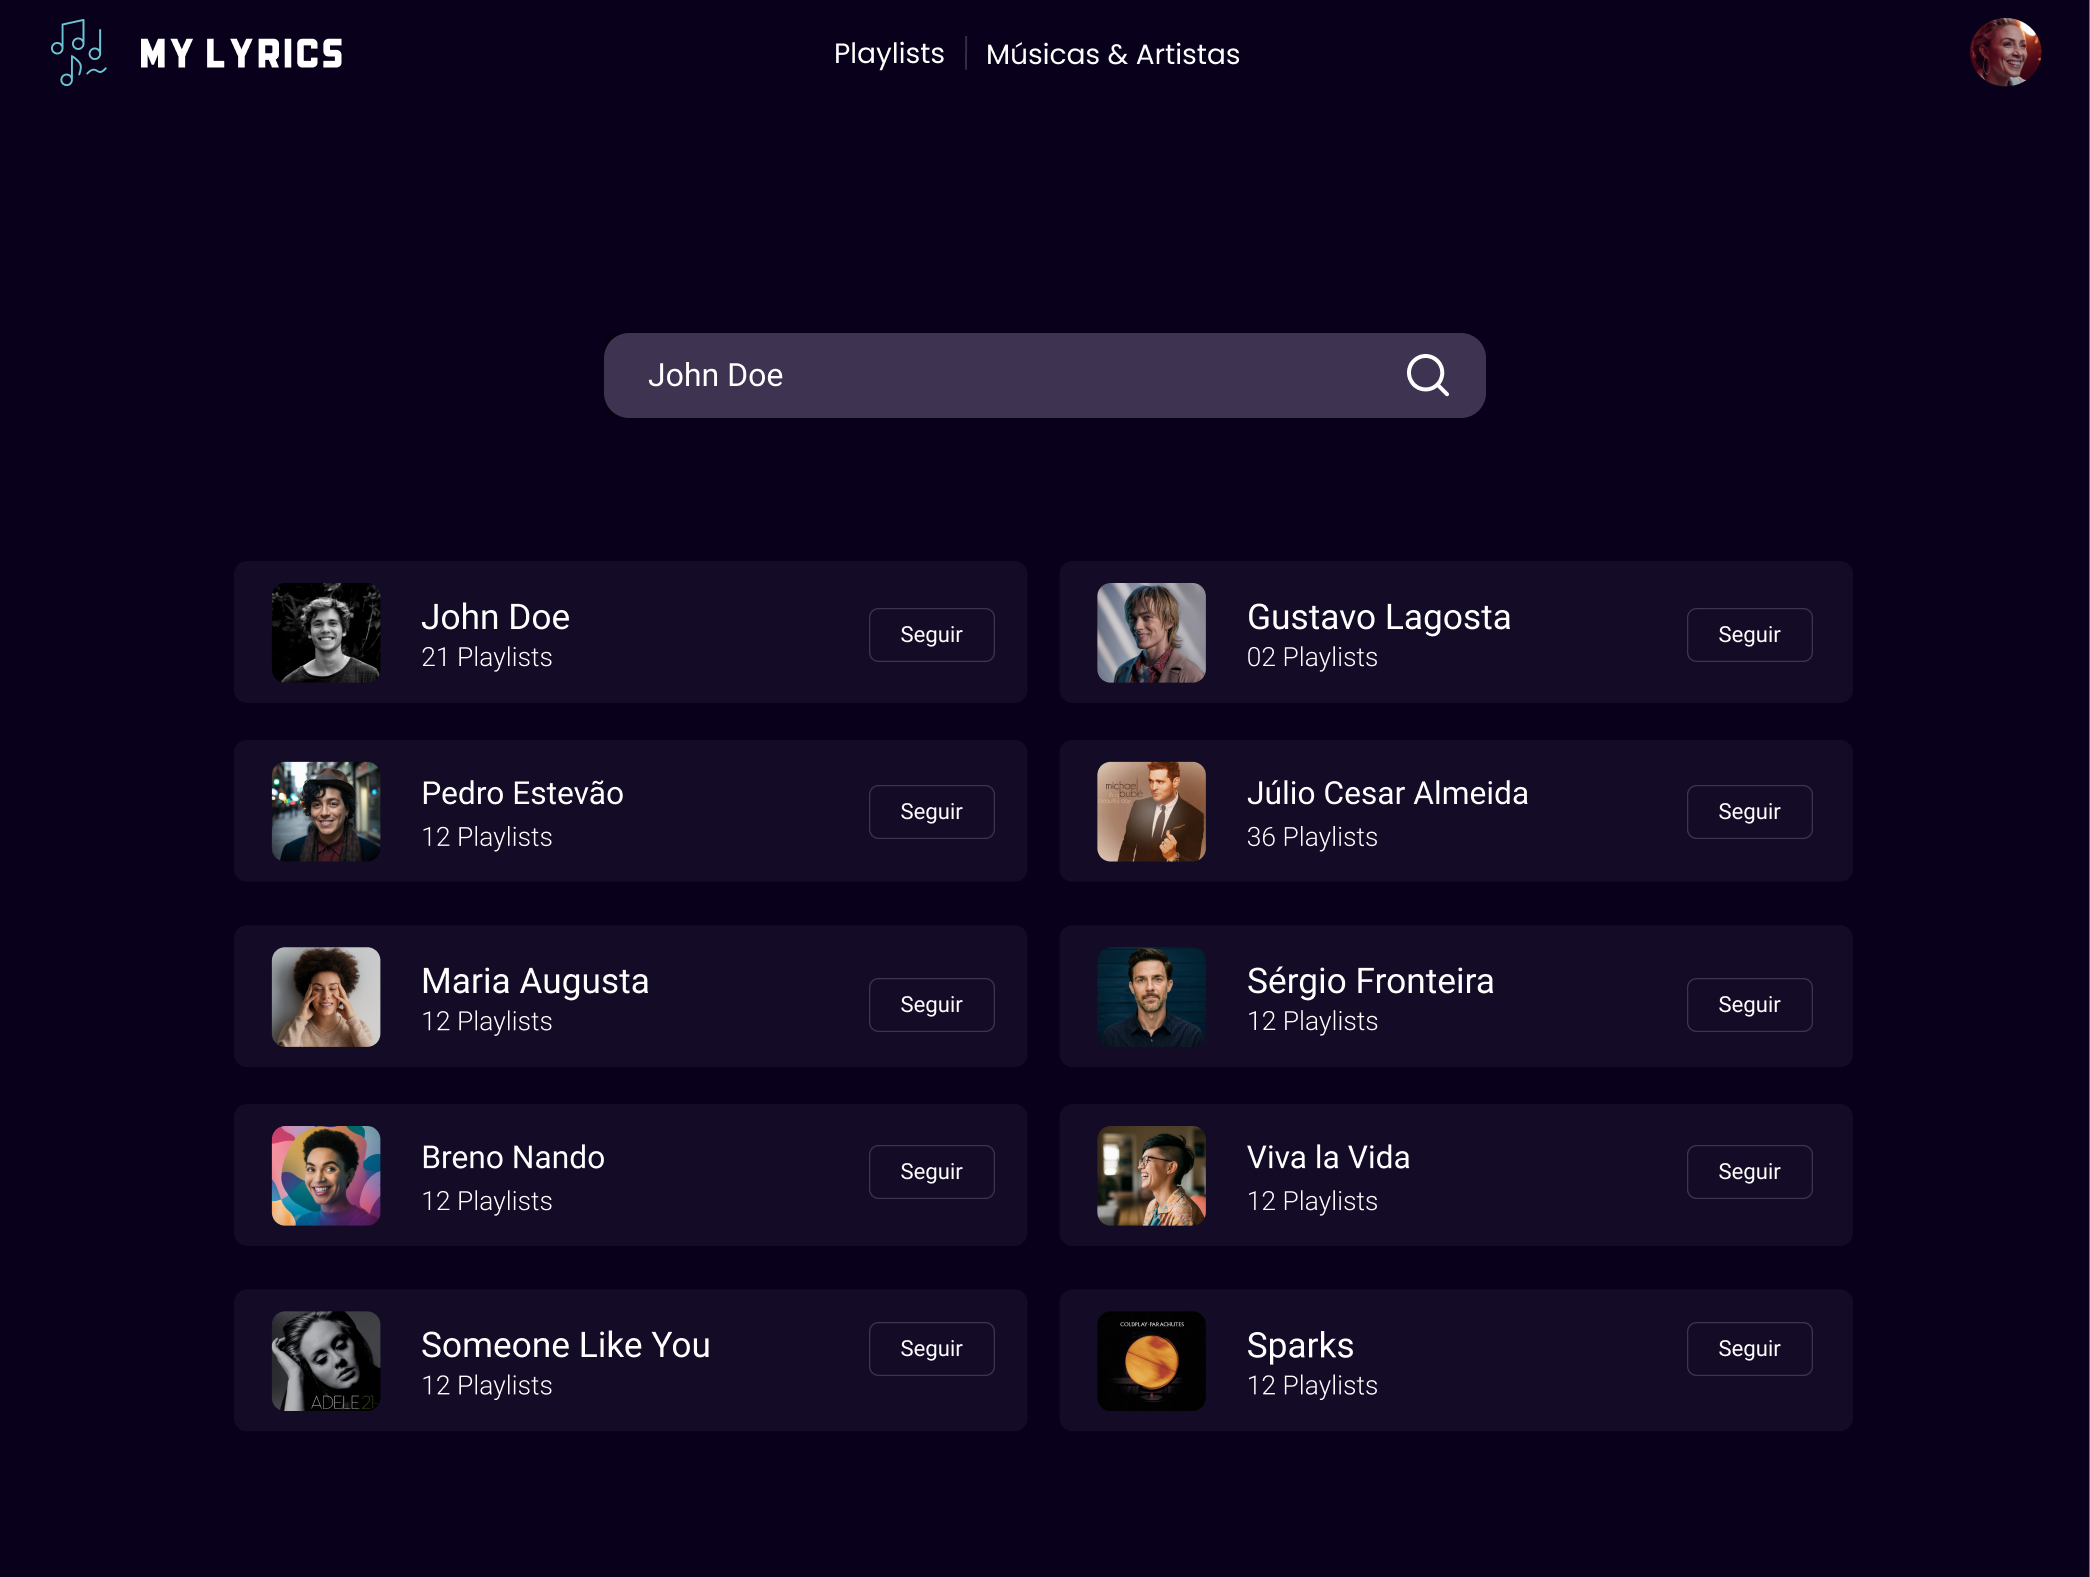 MY LYRICS
Playlists
Músicas & Artistas
John Doe
John Doe
21 Playlists
Seguir
Gustavo Lagosta
02 Playlists
Seguir
Pedro Estevão
12 Playlists
Seguir
michael
bublé
Júlio Cesar Almeida
36 Playlists
Seguir
Maria Augusta
12 Playlists
Seguir
Sérgio Fronteira
12 Playlists
Seguir
Breno Nando
12 Playlists
Seguir
Viva la Vida
12 Playlists
Seguir
ADELE 21
Someone Like You
12 Playlists
Seguir
COLDPLAY·PARACHUTES
Sparks
12 Playlists
Seguir